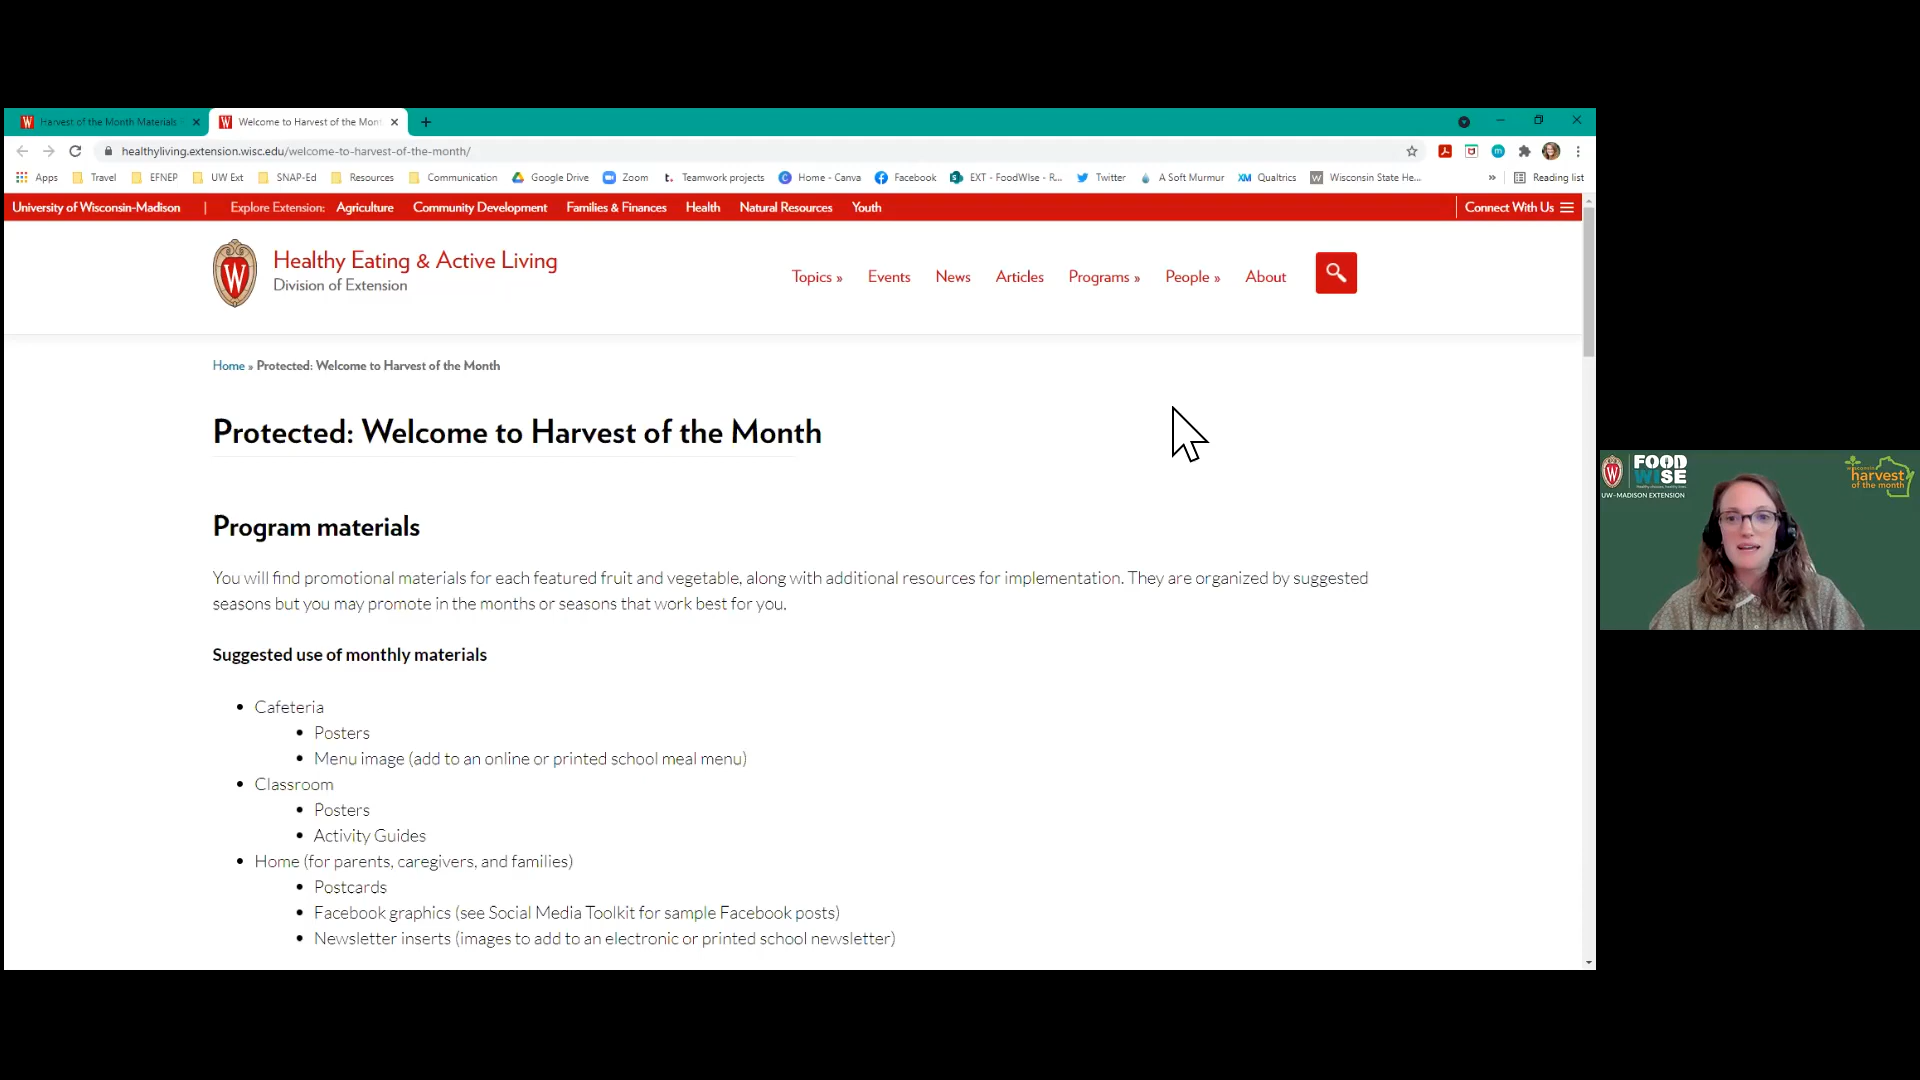 Harvest of the Month Materials
Welcome to Harvest of the Mont
healthyliving.extension.wisc.edu/welcome-to-harvest-of-the-month/
Apps Travel EFNEP UW Ext SNAP-Ed Resources Communication Google Drive Zoom Teamwork projects Home - Canva Facebook EXT - FoodWIse - R... Twitter A Soft Murmur Qualtrics Wisconsin State He... » Reading list
University of Wisconsin-Madison | Explore Extension: Agriculture Community Development Families & Finances Health Natural Resources Youth Connect With Us
Healthy Eating & Active Living
Division of Extension
Topics » Events News Articles Programs » People » About
Home » Protected: Welcome to Harvest of the Month
Protected: Welcome to Harvest of the Month
Program materials
You will find promotional materials for each featured fruit and vegetable, along with additional resources for implementation. They are organized by suggested
seasons but you may promote in the months or seasons that work best for you.
Suggested use of monthly materials
Cafeteria
Posters
Menu image (add to an online or printed school meal menu)
Classroom
Posters
Activity Guides
Home (for parents, caregivers, and families)
Postcards
Facebook graphics (see Social Media Toolkit for sample Facebook posts)
Newsletter inserts (images to add to an electronic or printed school newsletter)
FOOD
WISE
UW-MADISON EXTENSION
wisconsin
harvest
of the month